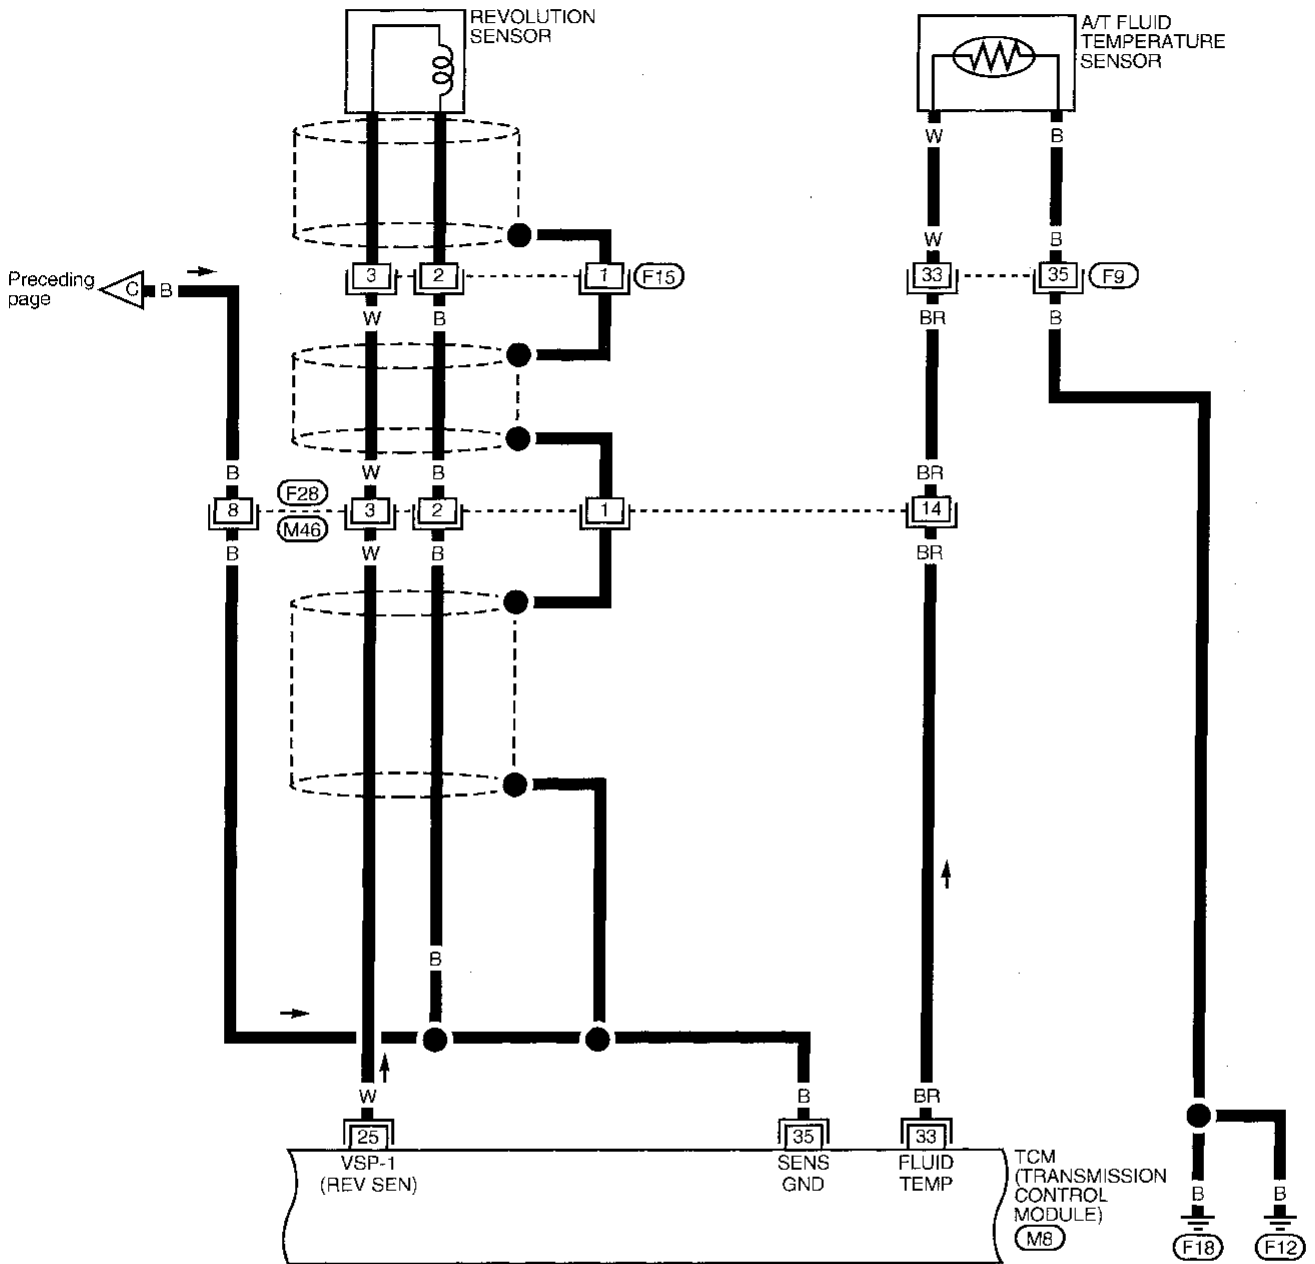 REVOLUTION
SENSOR
A/T FLUID
TEMPERATURE
SENSOR
W
B
W
B
Preceding
page
C
B
3
2
1
F15
33
35
F9
W
B
BR
B
B
W
B
BR
8
F28
M46
3
2
1
14
B
W
B
BR
B
W
B
BR
25
35
33
VSP-1
(REV SEN)
SENS
GND
FLUID
TEMP
TCM
(TRANSMISSION
CONTROL
MODULE)
M8
B
B
F18
F12